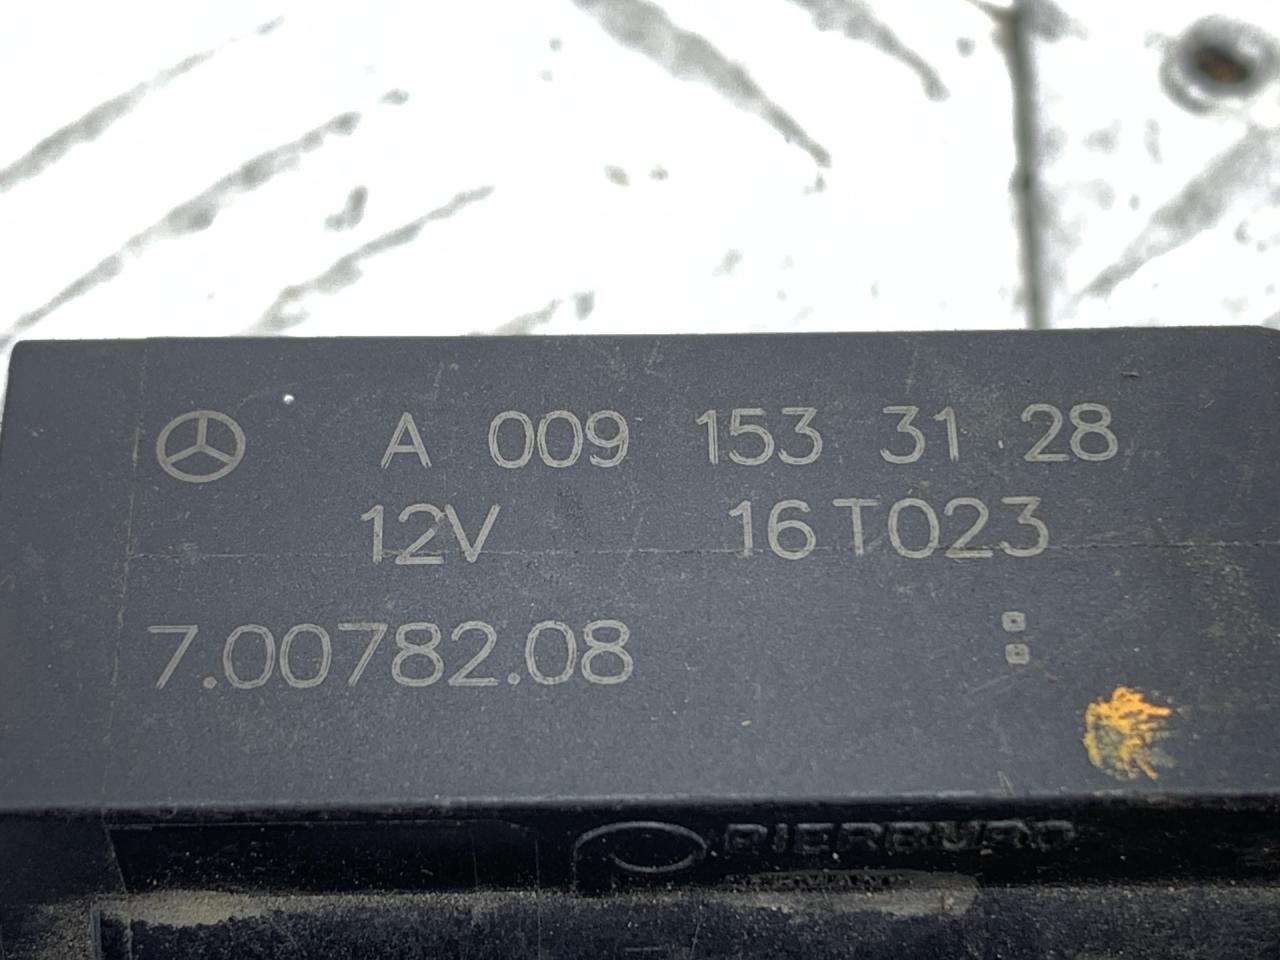 A 009 153 31 28
12V 16T023
7.00782.08
PIERBURG